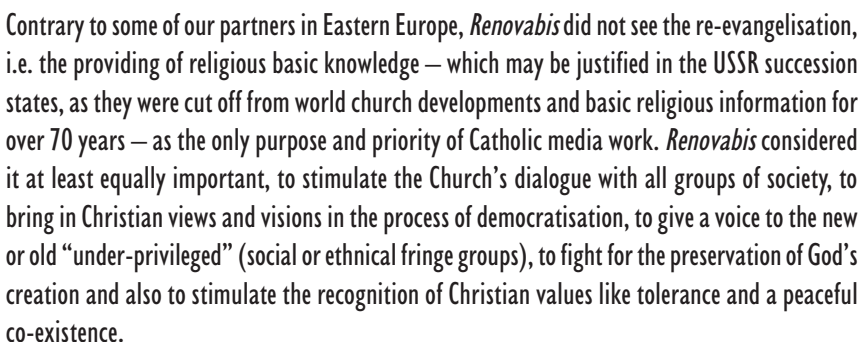 Contrary to some of our partners in Eastern Europe, Renovabis did not see the re-evangelisation,
i.e. the providing of religious basic knowledge – which may be justified in the USSR succession
states, as they were cut off from world church developments and basic religious information for
over 70 years – as the only purpose and priority of Catholic media work. Renovabis considered
it at least equally important, to stimulate the Church’s dialogue with all groups of society, to
bring in Christian views and visions in the process of democratisation, to give a voice to the new
or old “under-privileged” (social or ethnical fringe groups), to fight for the preservation of God’s
creation and also to stimulate the recognition of Christian values like tolerance and a peaceful
co-existence.